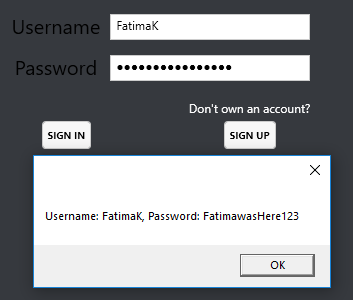 Username FatimaK
Password ••••••••••••••••
Don't own an account?
SIGN IN SIGN UP
Username: FatimaK, Password: FatimawasHere123
OK